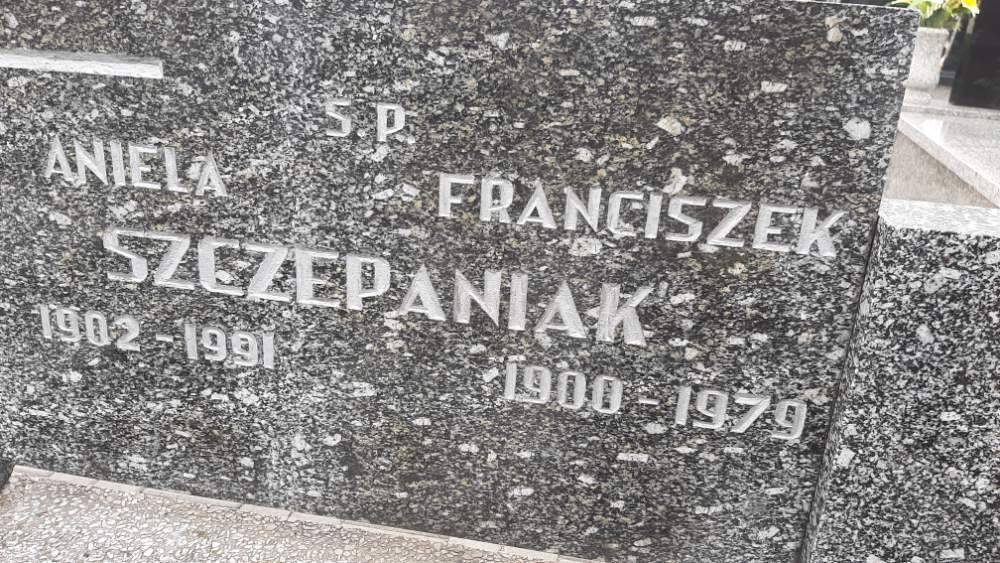 Ś.P.
ANIELA FRANCISZEK
SZCZEPANIAK
1902-1991 1900-1979